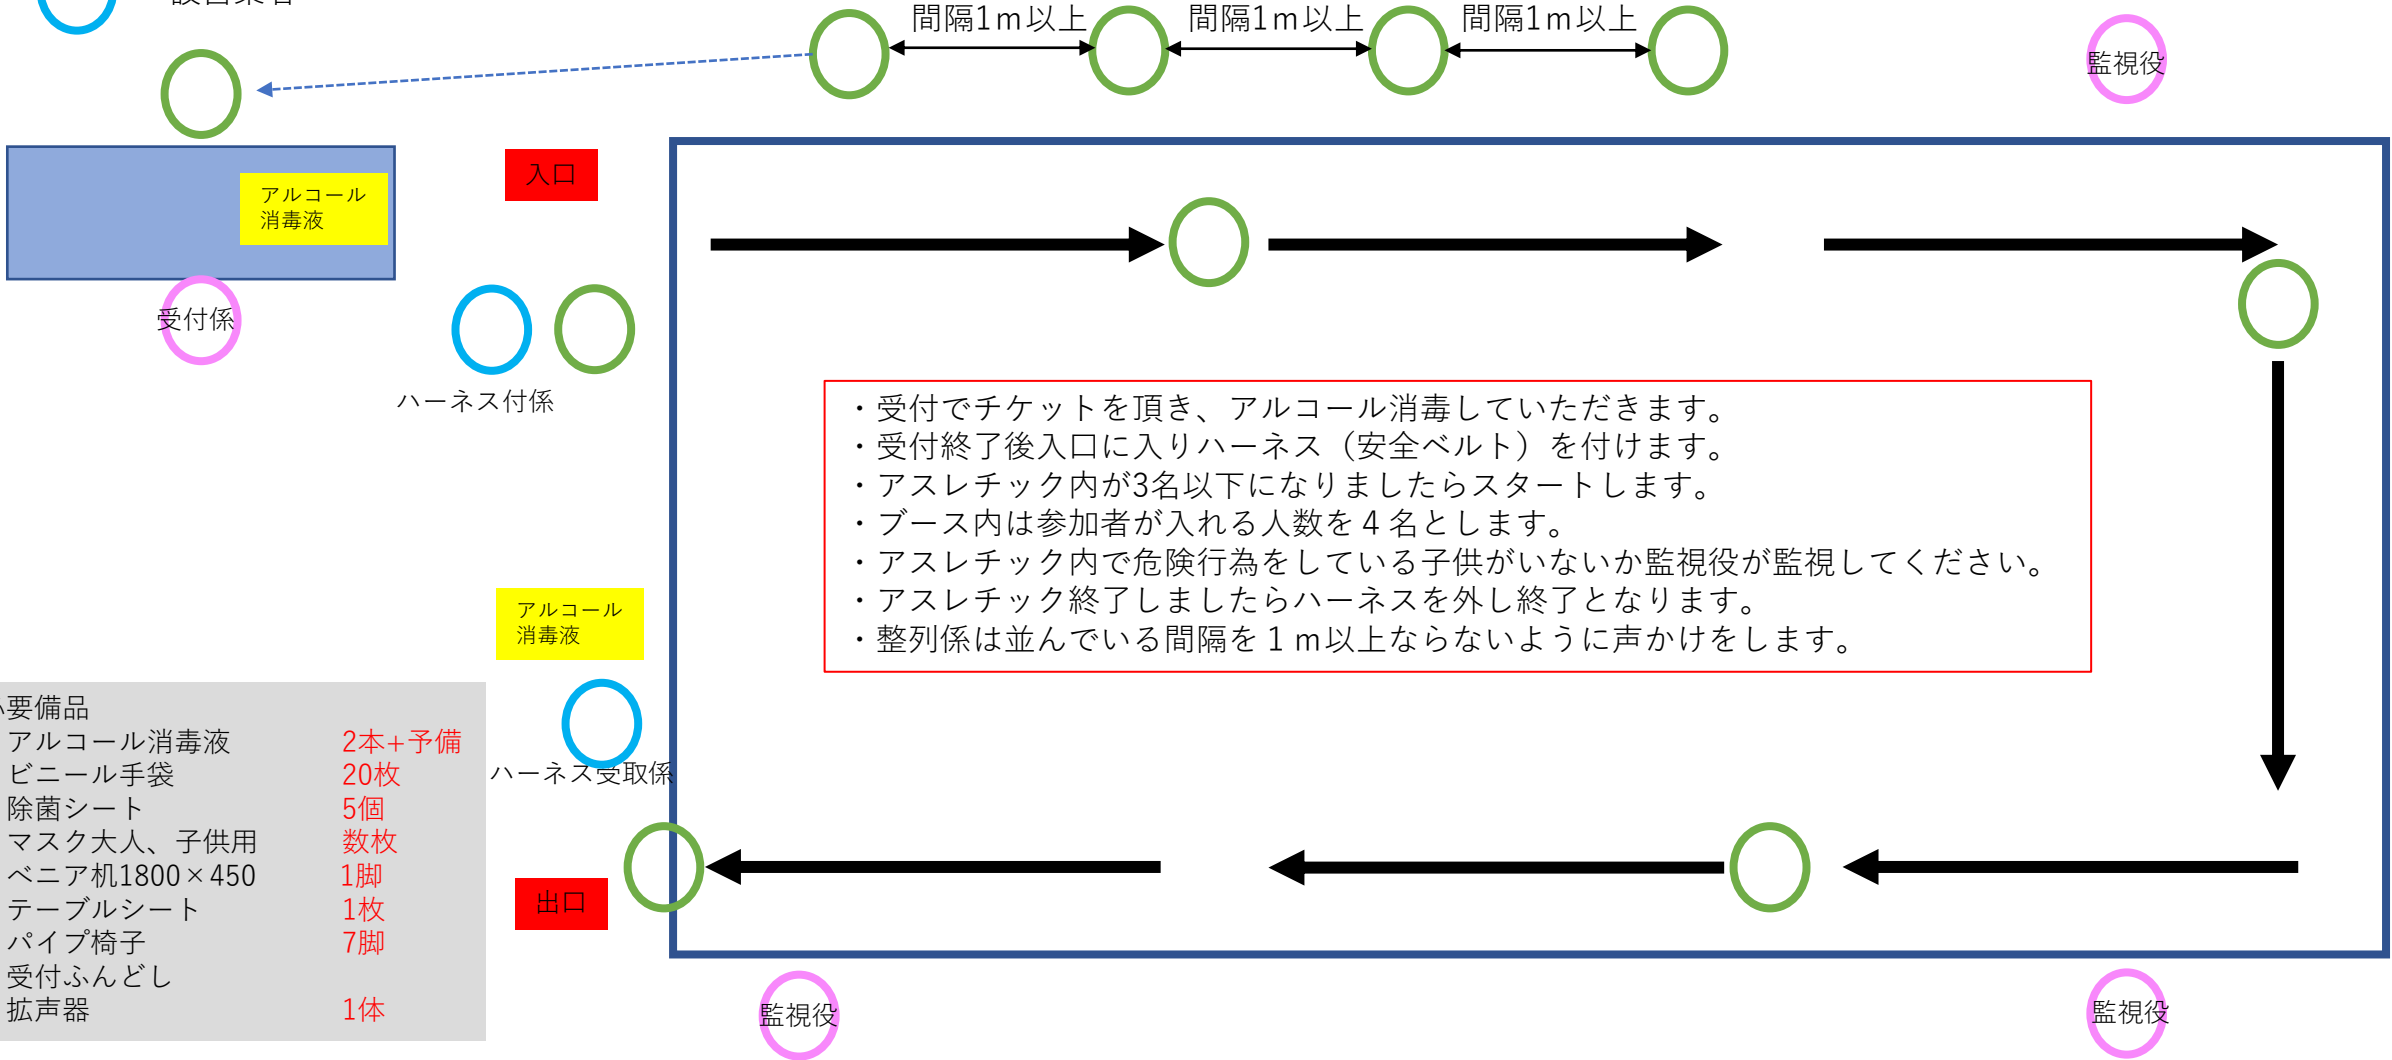 間隔1m以上
間隔1m以上
間隔1m以上
監視役
入口
アルコール
消毒液
受付係
ハーネス付係
・受付でチケットを頂き、アルコール消毒していただきます。
・受付終了後入口に入りハーネス（安全ベルト）を付けます。
・アスレチック内が3名以下になりましたらスタートします。
・ブース内は参加者が入れる人数を４名とします。
・アスレチック内で危険行為をしている子供がいないか監視役が監視してください。
・アスレチック終了しましたらハーネスを外し終了となります。
・整列係は並んでいる間隔を１ｍ以上ならないように声かけをします。
アルコール
消毒液
ハーネス受取係
要備品
アルコール消毒液 2本+予備
ビニール手袋 20枚
除菌シート 5個
マスク大人、子供用 数枚
ベニア机1800×450 1脚
テーブルシート 1枚
パイプ椅子 7脚
受付ふんどし
拡声器 1体
出口
監視役
監視役